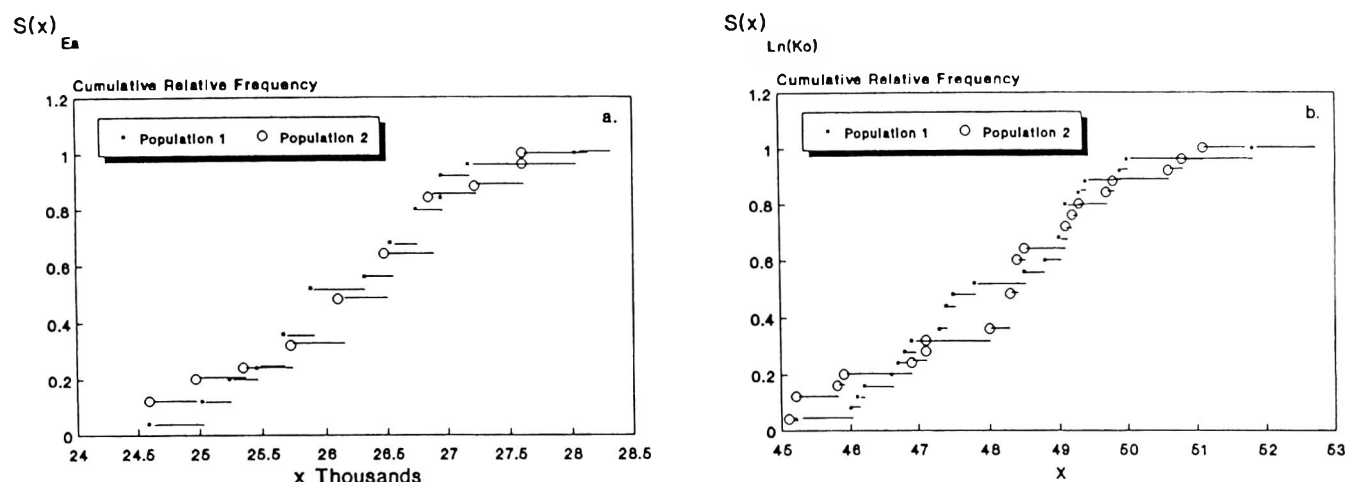 S(x)
Ea
Cumulative Relative Frequency
1.2
1
0.8
0.6
0.4
0.2
0
Population 1
Population 2
a.
24
24.5
25
25.5
26
26.5
27
27.5
28
28.5
x Thousands
S(x)
Ln(Ko)
Cumulative Relative Frequency
1.2
1
0.8
0.6
0.4
0.2
0
Population 1
Population 2
b.
45
46
47
48
49
50
51
52
53
X